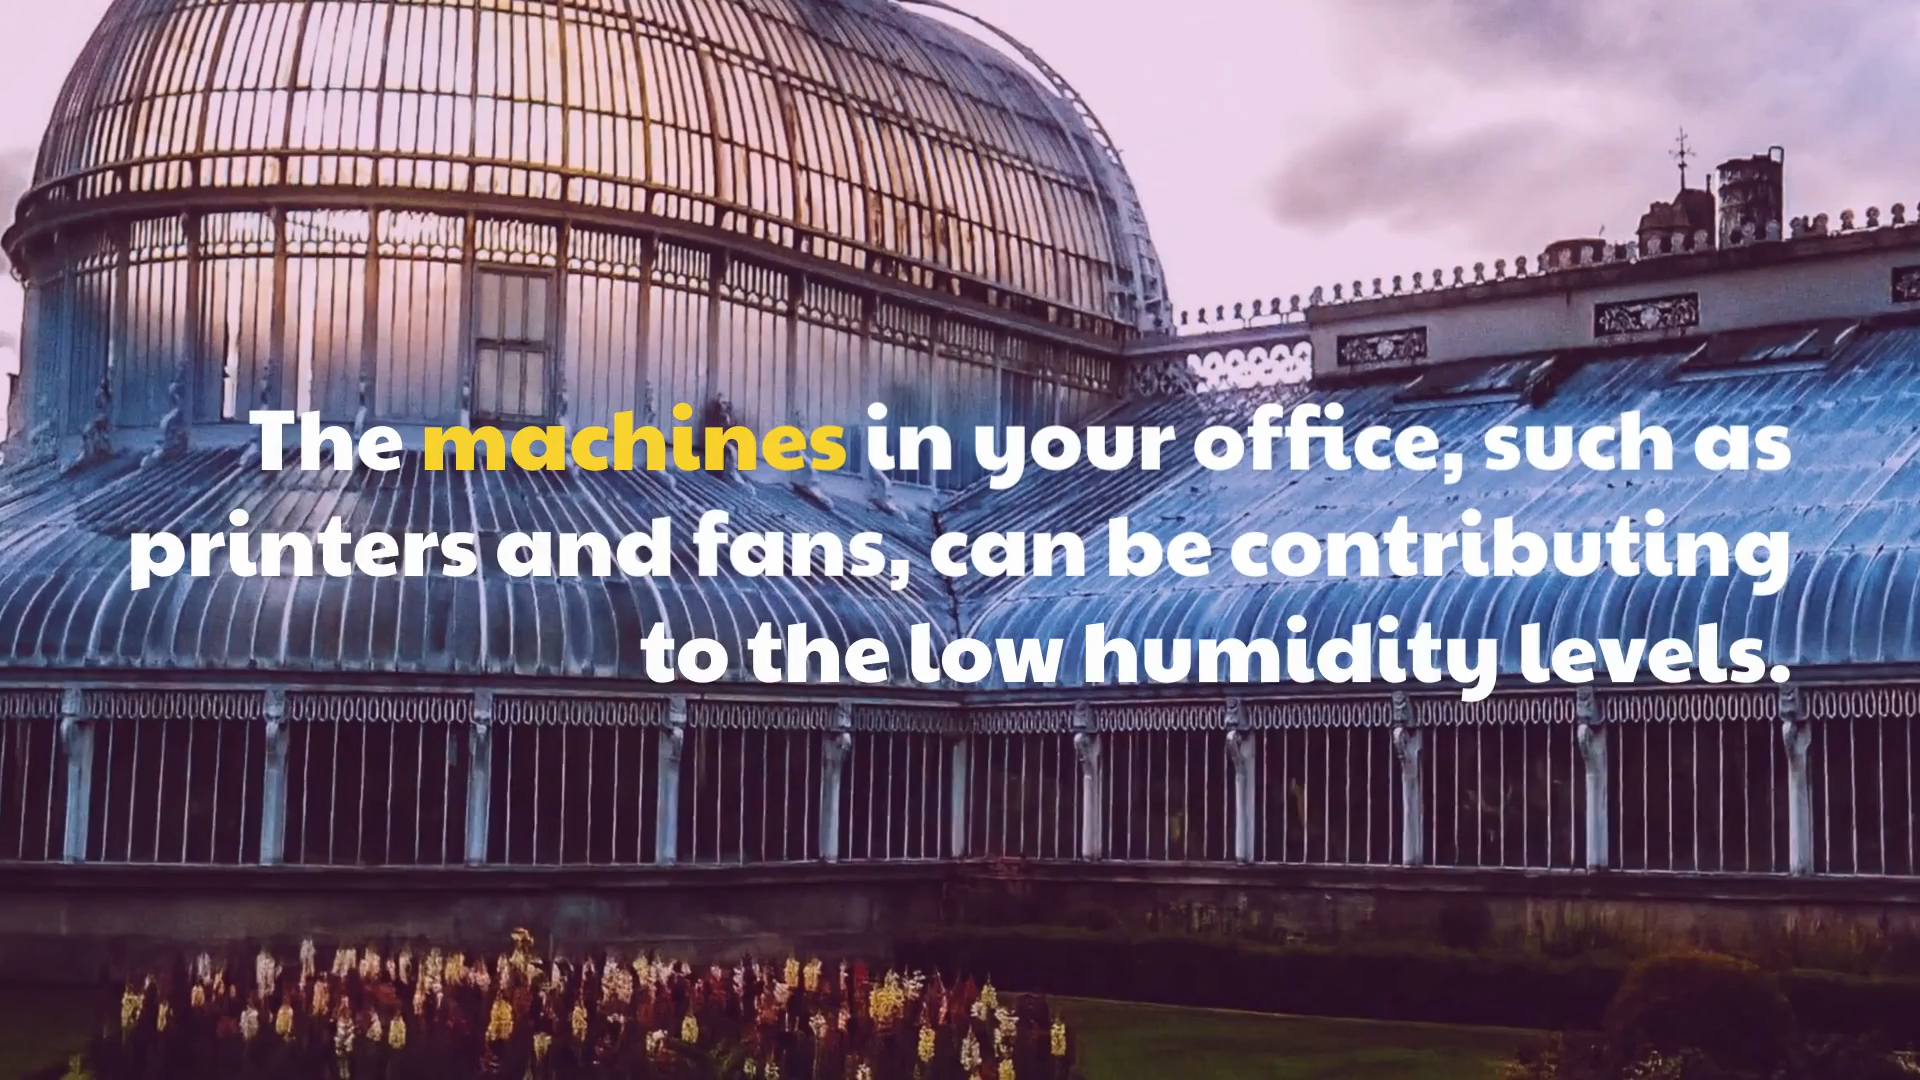 The machines in your office, such as
printers and fans, can be contributing
to the low humidity levels.